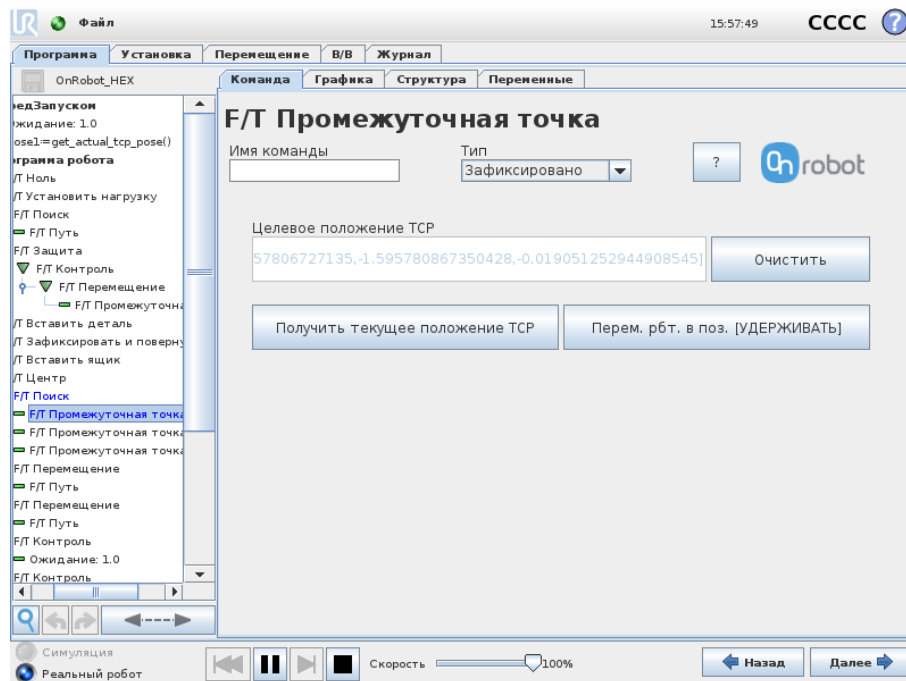 Файл
15:57:49
CCCC
?
Программа
Установка
Перемещение
В/В
Журнал
OnRobot_HEX
Команда
Графика
Структура
Переменные
едЗапуском
жидание: 1.0
ose1:=get_actual_tcp_pose()
ограмма робота
/T Ноль
/T Установить нагрузку
F/T Поиск
F/T Путь
F/T Защита
F/T Контроль
F/T Перемещение
F/T Промежуточна
/T Вставить деталь
/T Зафиксировать и поверну
/T Вставить ящик
/T Центр
F/T Поиск
F/T Промежуточная точка
F/T Промежуточная точка
F/T Промежуточная точка
F/T Перемещение
F/T Путь
F/T Перемещение
F/T Путь
F/T Контроль
Ожидание: 1.0
F/T Контроль
F/T Промежуточная точка
Имя команды
Тип
Зафиксировано
?
On robot
Целевое положение TCP
57806727135,-1.595780867350428,-0.019051252944908545]
Очистить
Получить текущее положение TCP
Перем. рбт. в поз. [УДЕРЖИВАТЬ]
Симуляция
Реальный робот
Скорость
100%
Назад
Далее